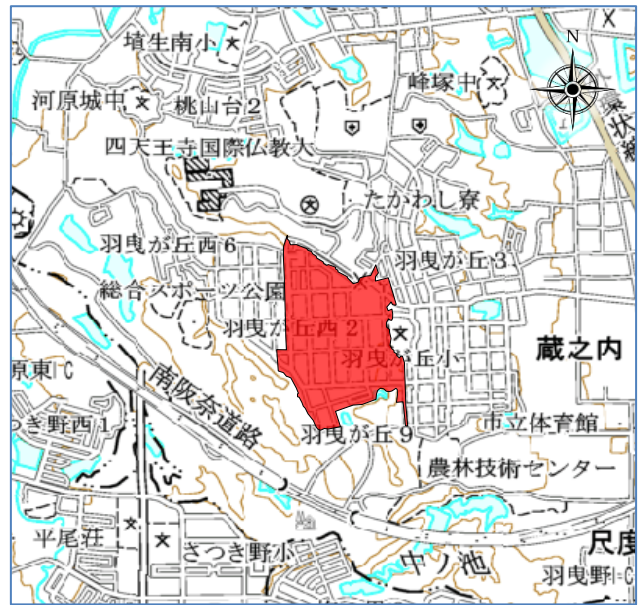 埴生南小
N
峰塚中
河原城中
桃山台2
四天王寺国際仏教大
たかわし寮
羽曳が丘西6
羽曳が丘3
総合スポーツ公園
羽曳が丘西2
蔵之内
羽曳が丘小
原東IC
南阪奈道路
つき野西1
羽曳が丘9
市立体育館
農林技術センター
平尾荘
さつき野小
中ノ池
尺度
羽曳野IC